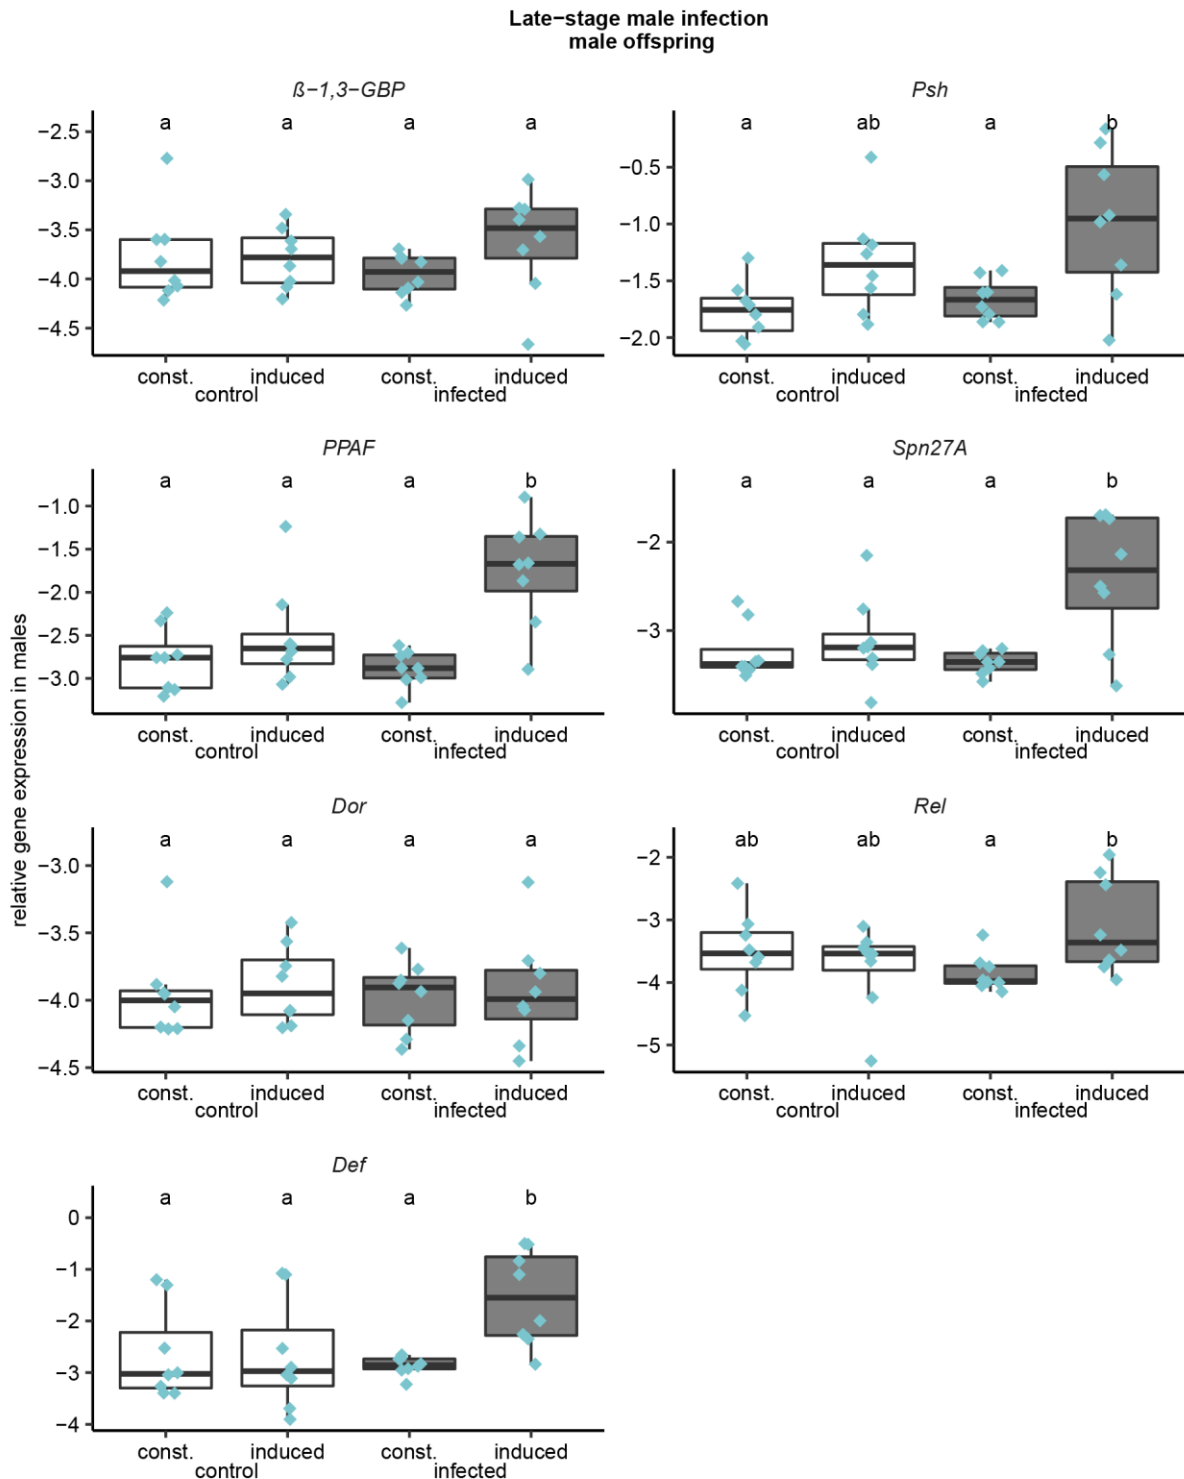 Late−stage male infection
male offspring
ß−1,3−GBP
a a a a
−2.5
−3.0
−3.5
−4.0
−4.5
const. induced const. induced
control infected
Psh
a ab a b
−0.5
−1.0
−1.5
−2.0
const. induced const. induced
control infected
relative gene expression in males
PPAF
a a a b
−1.0
−1.5
−2.0
−2.5
−3.0
const. induced const. induced
control infected
Spn27A
a a a b
−2
−3
const. induced const. induced
control infected
Dor
a a a a
−3.0
−3.5
−4.0
−4.5
const. induced const. induced
control infected
Rel
ab ab a b
−2
−3
−4
−5
const. induced const. induced
control infected
Def
a a a b
0
−1
−2
−3
−4
const. induced const. induced
control infected